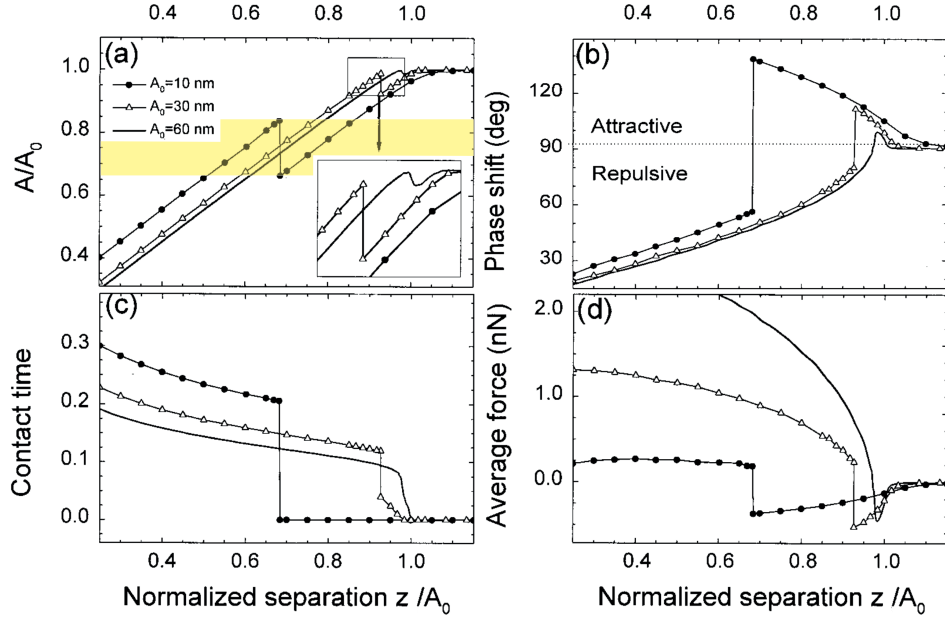 0.4 0.6 0.8 1.0
0.4 0.6 0.8 1.0
(a)
1.0
0.8
0.6
0.4
A/A₀
A₀=10 nm
A₀=30 nm
A₀=60 nm
(b)
120
90
60
30
Phase shift (deg)
Attractive
Repulsive
(c)
0.3
0.2
0.1
0.0
Contact time
0.4 0.6 0.8 1.0
Normalized separation z /A₀
(d)
2.0
1.0
0.0
Average force (nN)
0.4 0.6 0.8 1.0
Normalized separation z /A₀